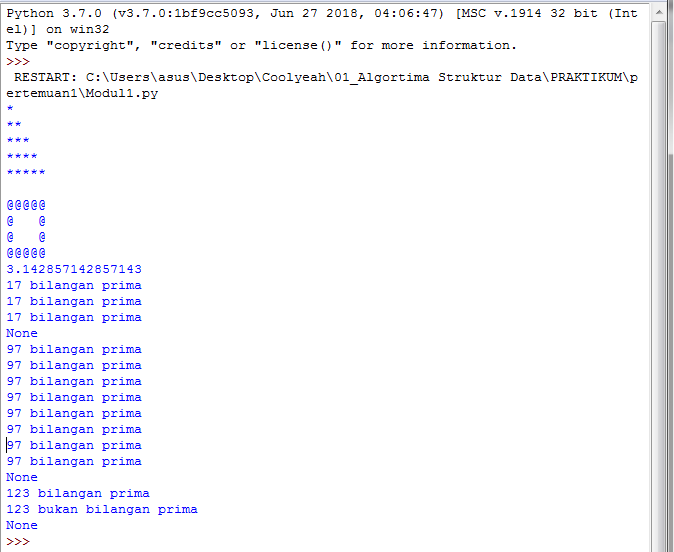 Python 3.7.0 (v3.7.0:1bf9cc5093, Jun 27 2018, 04:06:47) [MSC v.1914 32 bit (Int
el)] on win32
Type "copyright", "credits" or "license()" for more information.
>>>
 RESTART: C:\Users\asus\Desktop\Coolyeah\01_Algortima Struktur Data\PRAKTIKUM\p
ertemuan1\Modul1.py
*
**
***
****
*****

@@@@@
@   @
@   @
@@@@@
3.142857142857143
17 bilangan prima
17 bilangan prima
17 bilangan prima
None
97 bilangan prima
97 bilangan prima
97 bilangan prima
97 bilangan prima
97 bilangan prima
97 bilangan prima
97 bilangan prima
97 bilangan prima
None
123 bilangan prima
123 bukan bilangan prima
None
>>>